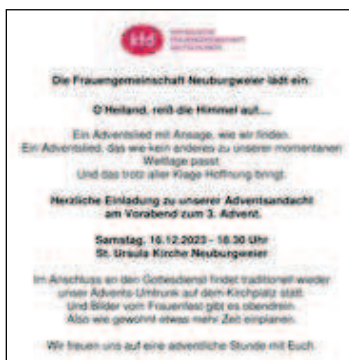 kfd
KATHOLISCHE
FRAUENGEMEINSCHAFT
DEUTSCHLANDS
Die Frauengemeinschaft Neuburgweier lädt ein:
O Heiland, reiß die Himmel auf....
Ein Adventslied mit Ansage, wie wir finden.
Ein Adventslied, das wie kein anderes zu unserer momentanen
Weltlage passt.
Und das trotz aller Klage Hoffnung bringt.
Herzliche Einladung zu unserer Adventsandacht
am Vorabend zum 3. Advent.
Samstag, 16.12.2023 - 18.30 Uhr
St. Ursula Kirche Neuburgweier
Im Anschluss an den Gottesdienst findet traditionell wieder
unser Advents-Umtrunk auf dem Kirchplatz statt.
Und Bilder vom Frauenfest gibt es obendrein.
Also wie gewohnt etwas mehr Zeit einplanen.
Wir freuen uns auf eine adventliche Stunde mit Euch.